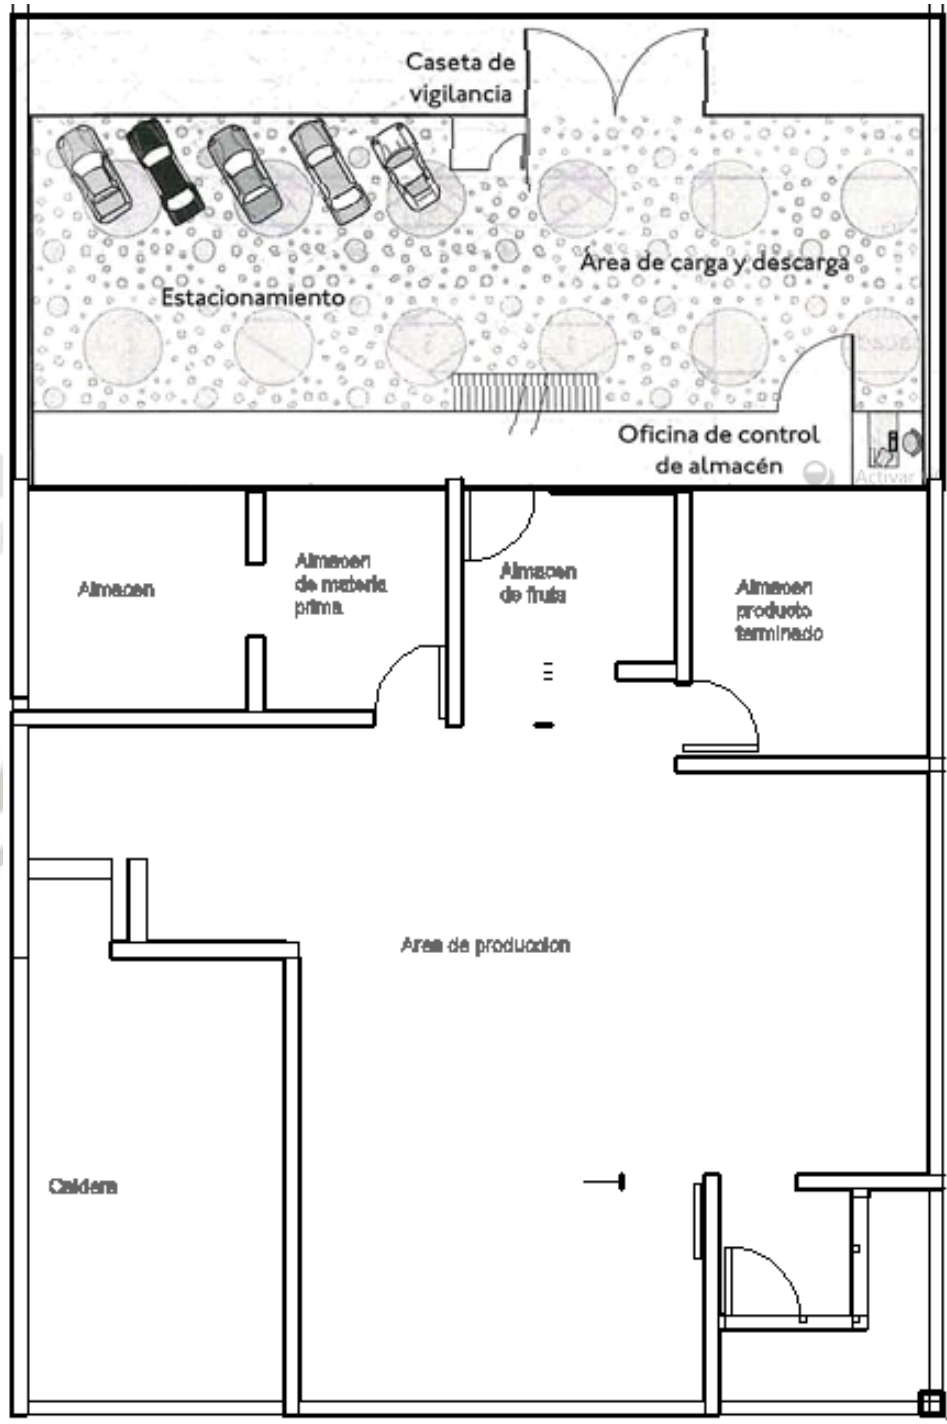 Caseta de
vigilancia
Área de carga y descarga
Estacionamiento
Oficina de control
de almacén
Activar
Almacen
Almacen
de materia
prima
Almacen
de fruta
Almacen
producto
terminado
Area de produccion
Caldera